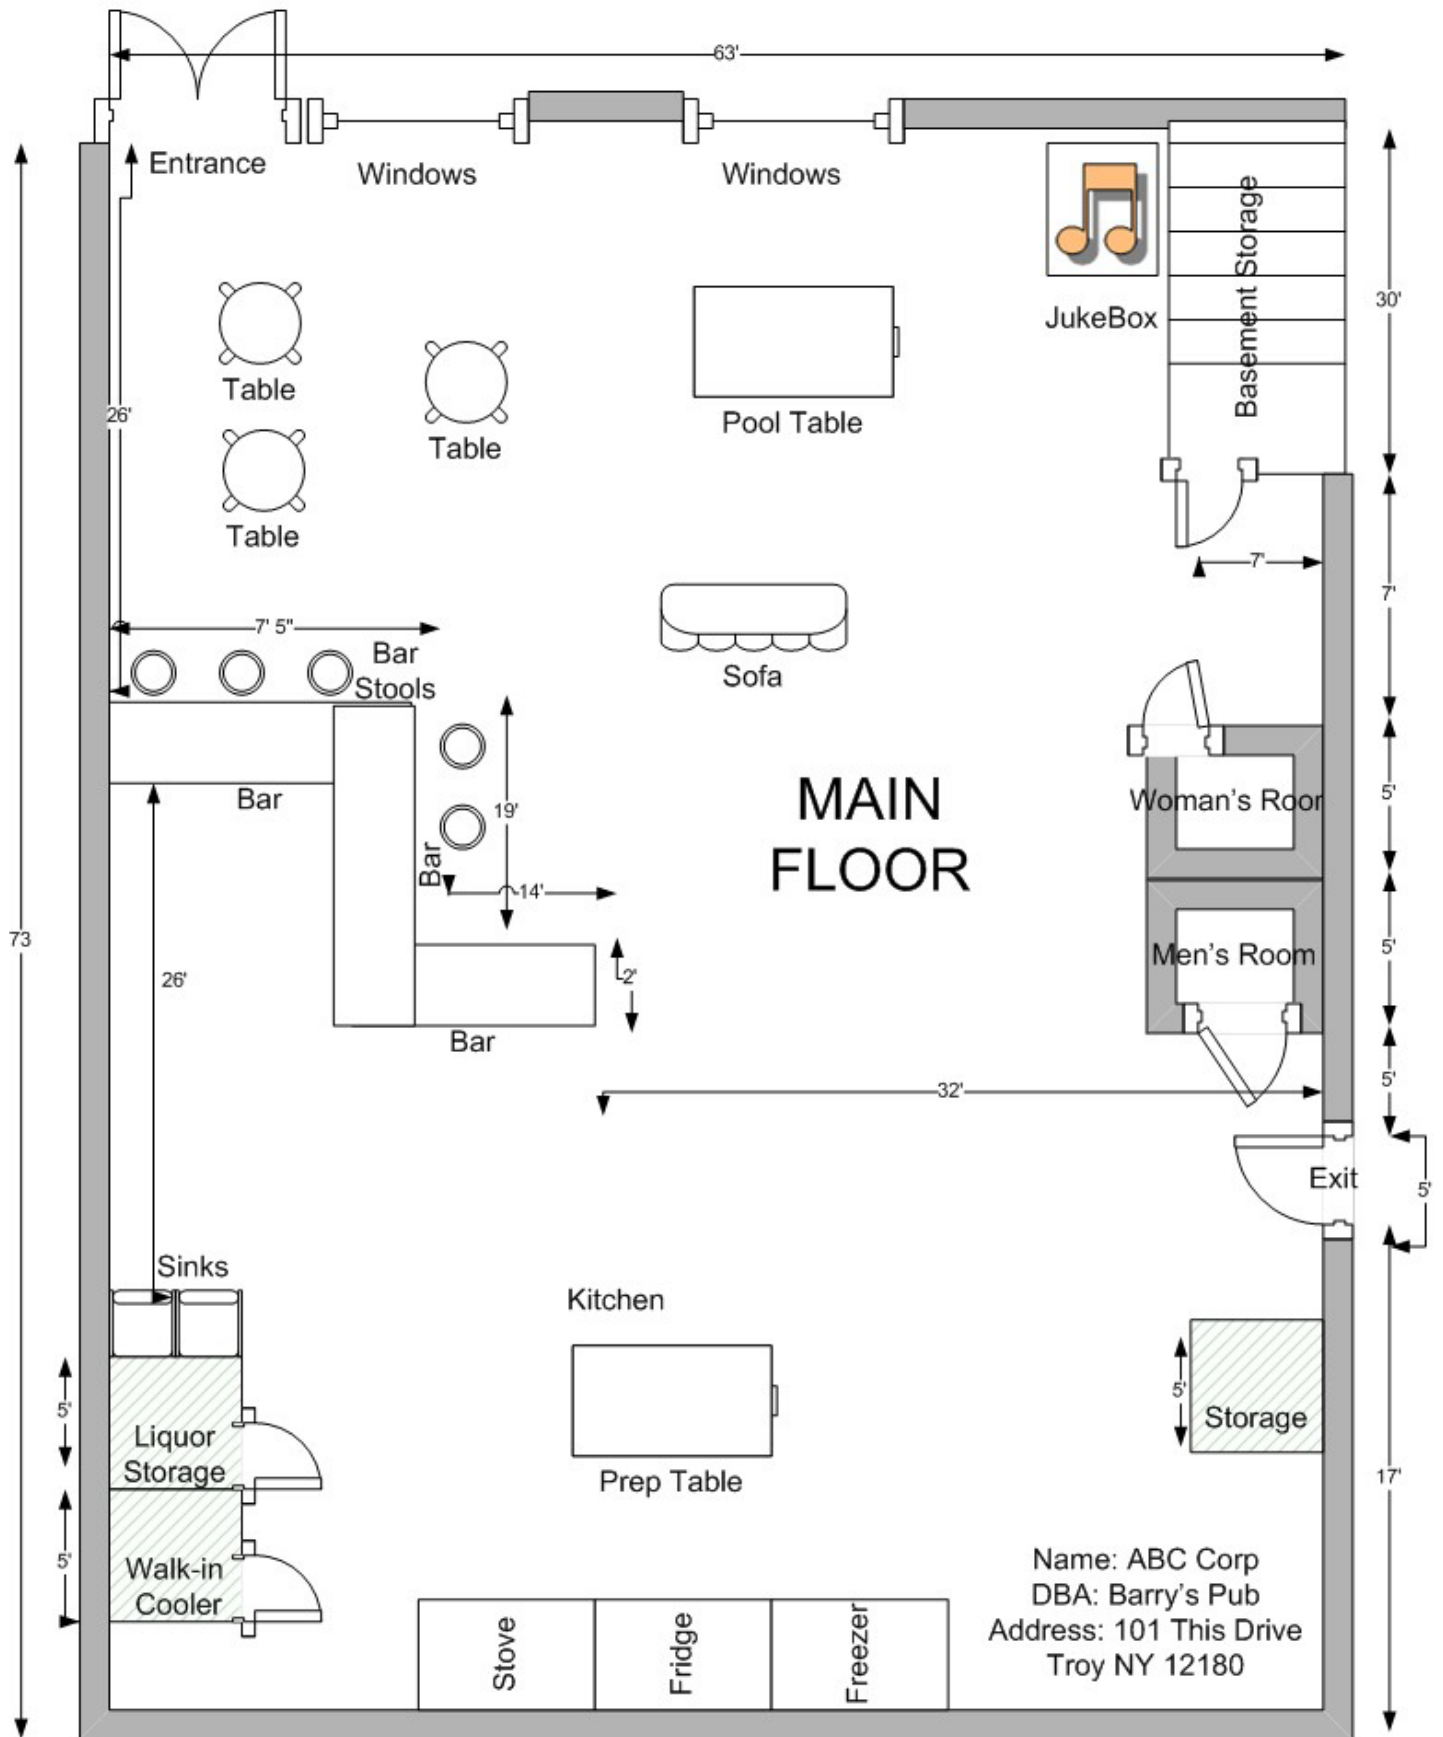 63'
Entrance
Windows
Windows
JukeBox
Basement Storage
30'
Table
Table
Table
26'
Pool Table
7'
7'
7' 5"
Bar
Stools
Sofa
Bar
19'
Bar
14'
MAIN
FLOOR
Woman's Roor
5'
Men's Room
5'
73
26'
2'
Bar
32'
5'
Exit
5'
Sinks
Kitchen
5'
Liquor
Storage
Prep Table
5'
Storage
17'
5'
Walk-in
Cooler
Stove
Fridge
Freezer
Name: ABC Corp
DBA: Barry's Pub
Address: 101 This Drive
Troy NY 12180